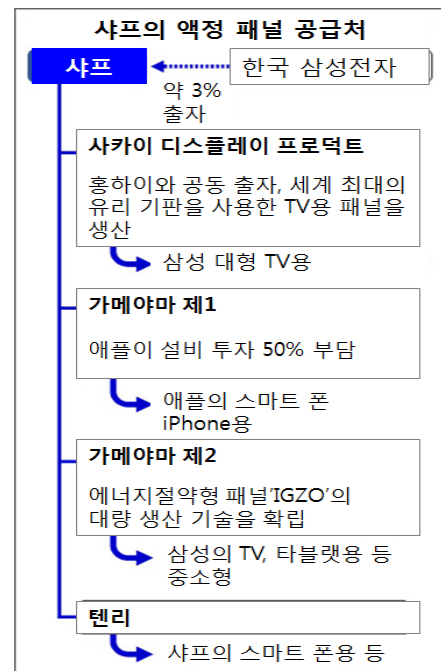 샤프의 액정 패널 공급처
샤프
한국 삼성전자
약 3%
출자
사카이 디스플레이 프로덕트
홍하이와 공동 출자, 세계 최대의
유리 기판을 사용한 TV용 패널을
생산
삼성 대형 TV용
가메야마 제1
애플이 설비 투자 50% 부담
애플의 스마트 폰
iPhone용
가메야마 제2
에너지절약형 패널'IGZO'의
대량 생산 기술을 확립
삼성의 TV, 타블랫용 등
중소형
텐리
샤프의 스마트 폰용 등